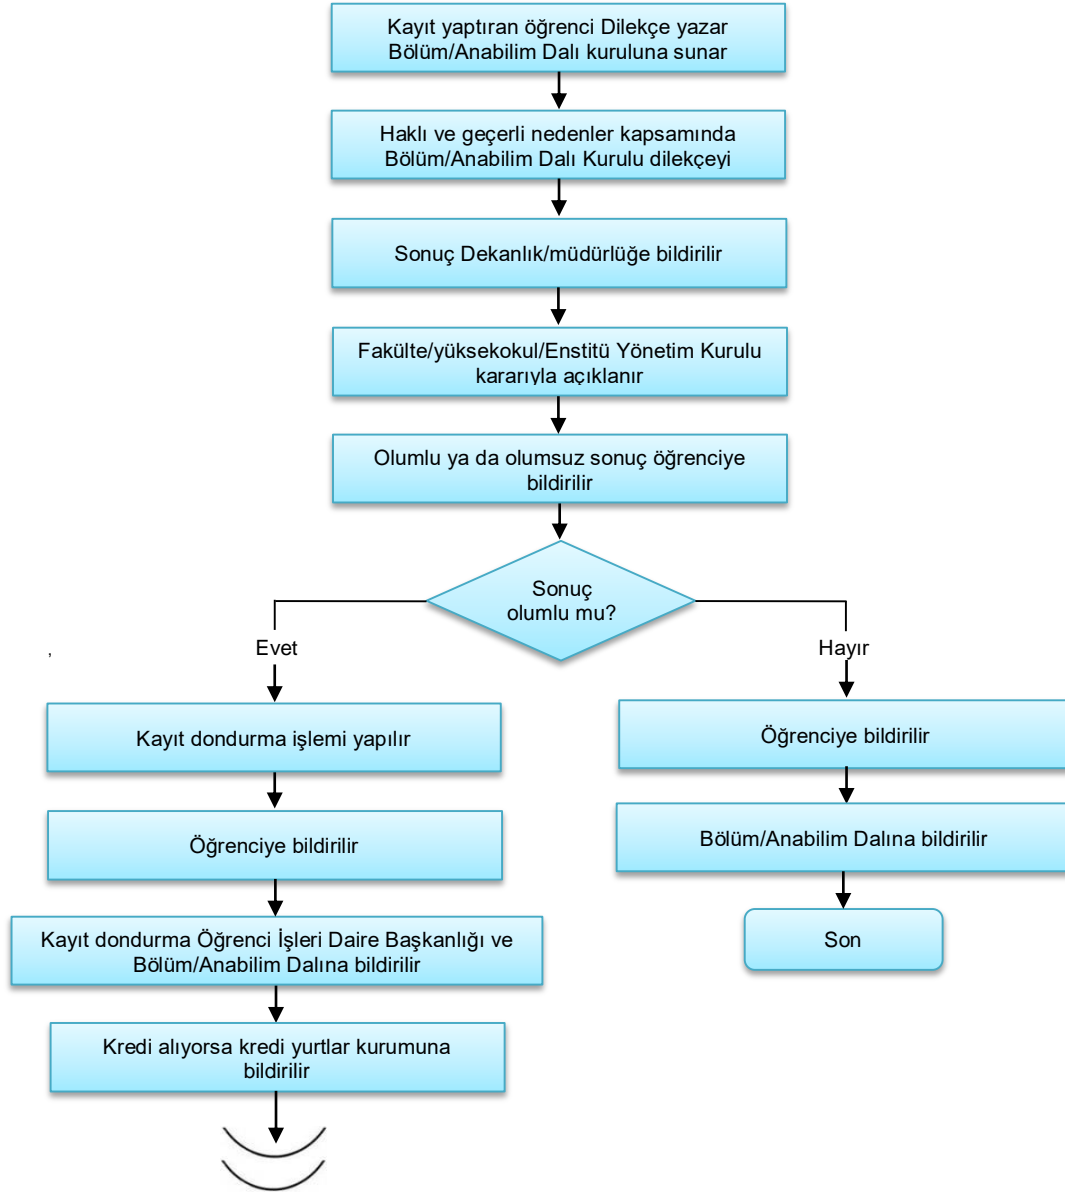 Kayıt yaptıran öğrenci Dilekçe yazar
Bölüm/Anabilim Dalı kuruluna sunar
Haklı ve geçerli nedenler kapsamında
Bölüm/Anabilim Dalı Kurulu dilekçeyi
Sonuç Dekanlık/müdürlüğe bildirilir
Fakülte/yüksekokul/Enstitü Yönetim Kurulu
kararıyla açıklanır
Olumlu ya da olumsuz sonuç öğrenciye
bildirilir
Sonuç
olumlu mu?
,
Evet
Hayır
Kayıt dondurma işlemi yapılır
Öğrenciye bildirilir
Öğrenciye bildirilir
Bölüm/Anabilim Dalına bildirilir
Kayıt dondurma Öğrenci İşleri Daire Başkanlığı ve
Bölüm/Anabilim Dalına bildirilir
Son
Kredi alıyorsa kredi yurtlar kurumuna
bildirilir